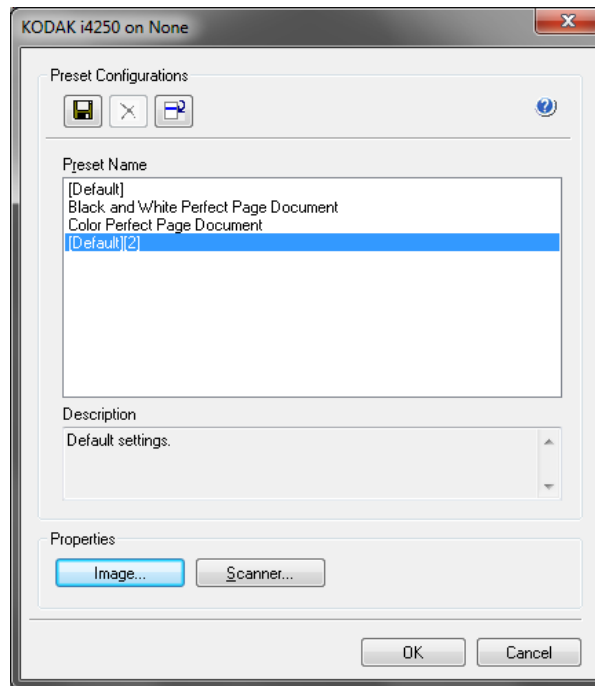 KODAK i4250 on None
Preset Configurations
Preset Name
[Default]
Black and White Perfect Page Document
Color Perfect Page Document
[Default][2]
Description
Default settings.
Properties
Image...
Scanner...
OK
Cancel